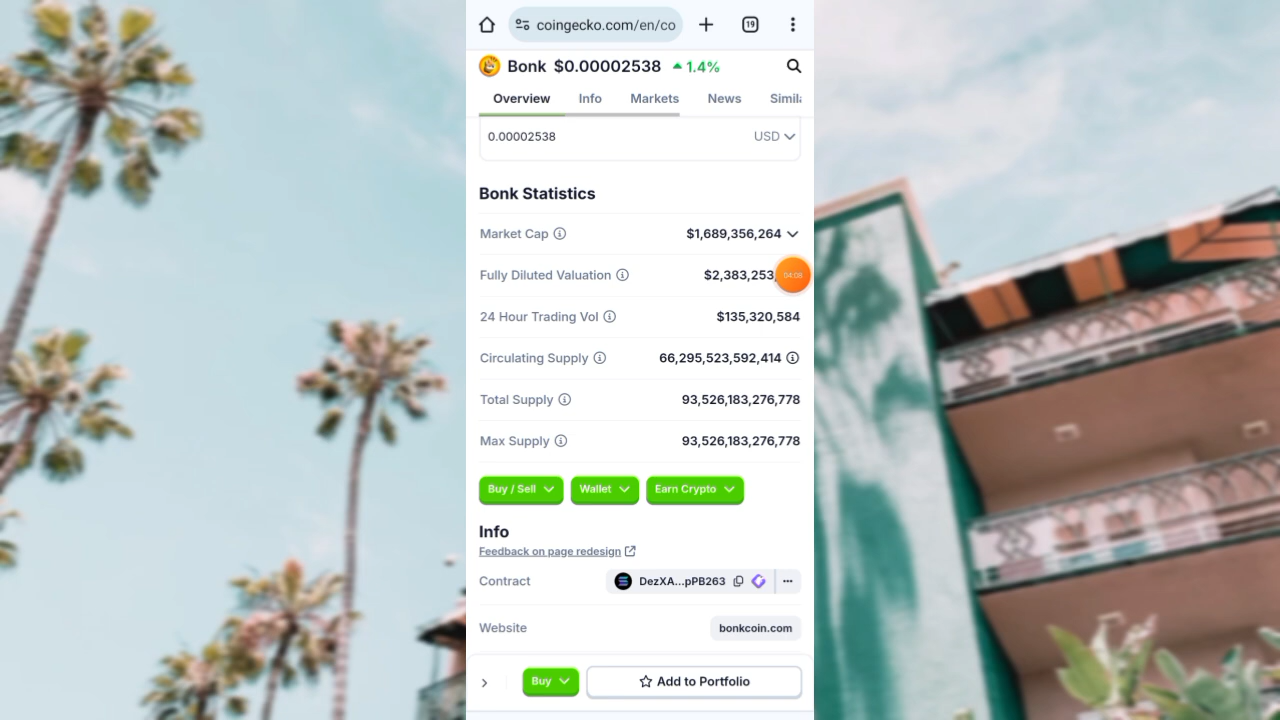 coingecko.com/en/co
19
Bonk $0.00002538 1.4%
Overview Info Markets News Simila
0.00002538 USD
Bonk Statistics
Market Cap $1,689,356,264
Fully Diluted Valuation $2,383,253,
04:08
24 Hour Trading Vol $135,320,584
Circulating Supply 66,295,523,592,414
Total Supply 93,526,183,276,778
Max Supply 93,526,183,276,778
Buy / Sell Wallet Earn Crypto
Info
Feedback on page redesign
Contract DezXA...pPB263
Website bonkcoin.com
Buy Add to Portfolio